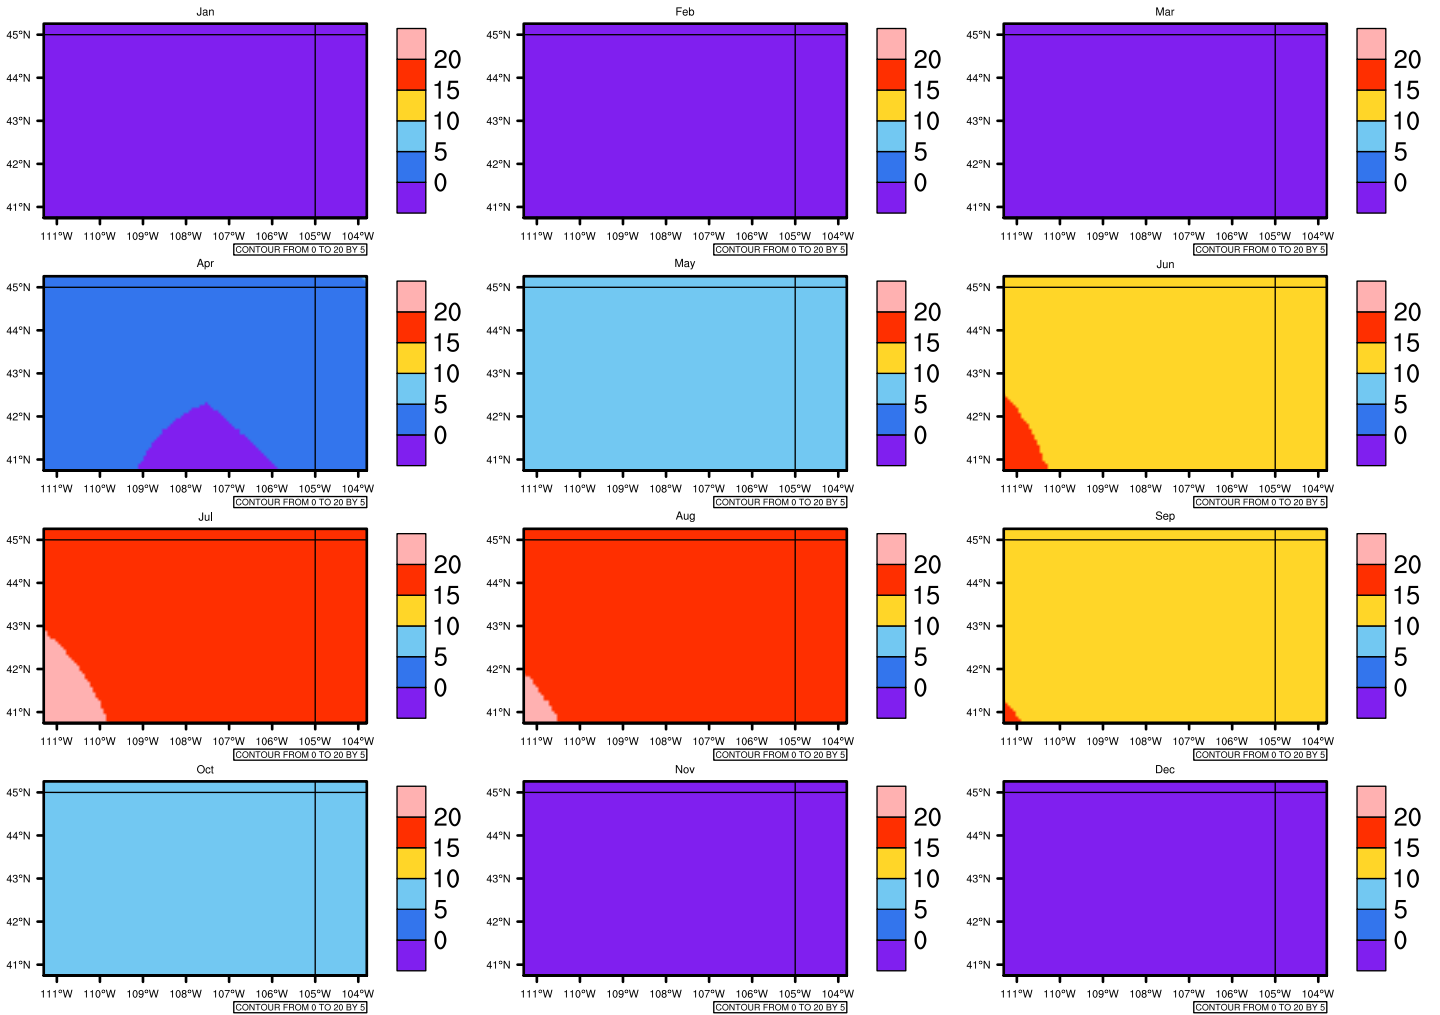 Jan Feb Mar
45°N 20 45°N 20 45°N 20
44°N 15 44°N 15 44°N 15
43°N 10 43°N 10 43°N 10
42°N 5 42°N 5 42°N 5
41°N 0 41°N 0 41°N 0
111°W 110°W 109°W 108°W 107°W 106°W 105°W 104°W 111°W 110°W 109°W 108°W 107°W 106°W 105°W 104°W 111°W 110°W 109°W 108°W 107°W 106°W 105°W 104°W
CONTOUR FROM 0 TO 20 BY 5 CONTOUR FROM 0 TO 20 BY 5 CONTOUR FROM 0 TO 20 BY 5
Apr May Jun
45°N 20 45°N 20 45°N 20
44°N 15 44°N 15 44°N 15
43°N 10 43°N 10 43°N 10
42°N 5 42°N 5 42°N 5
41°N 0 41°N 0 41°N 0
111°W 110°W 109°W 108°W 107°W 106°W 105°W 104°W 111°W 110°W 109°W 108°W 107°W 106°W 105°W 104°W 111°W 110°W 109°W 108°W 107°W 106°W 105°W 104°W
CONTOUR FROM 0 TO 20 BY 5 CONTOUR FROM 0 TO 20 BY 5 CONTOUR FROM 0 TO 20 BY 5
Jul Aug Sep
45°N 20 45°N 20 45°N 20
44°N 15 44°N 15 44°N 15
43°N 10 43°N 10 43°N 10
42°N 5 42°N 5 42°N 5
41°N 0 41°N 0 41°N 0
111°W 110°W 109°W 108°W 107°W 106°W 105°W 104°W 111°W 110°W 109°W 108°W 107°W 106°W 105°W 104°W 111°W 110°W 109°W 108°W 107°W 106°W 105°W 104°W
CONTOUR FROM 0 TO 20 BY 5 CONTOUR FROM 0 TO 20 BY 5 CONTOUR FROM 0 TO 20 BY 5
Oct Nov Dec
45°N 20 45°N 20 45°N 20
44°N 15 44°N 15 44°N 15
43°N 10 43°N 10 43°N 10
42°N 5 42°N 5 42°N 5
41°N 0 41°N 0 41°N 0
111°W 110°W 109°W 108°W 107°W 106°W 105°W 104°W 111°W 110°W 109°W 108°W 107°W 106°W 105°W 104°W 111°W 110°W 109°W 108°W 107°W 106°W 105°W 104°W
CONTOUR FROM 0 TO 20 BY 5 CONTOUR FROM 0 TO 20 BY 5 CONTOUR FROM 0 TO 20 BY 5